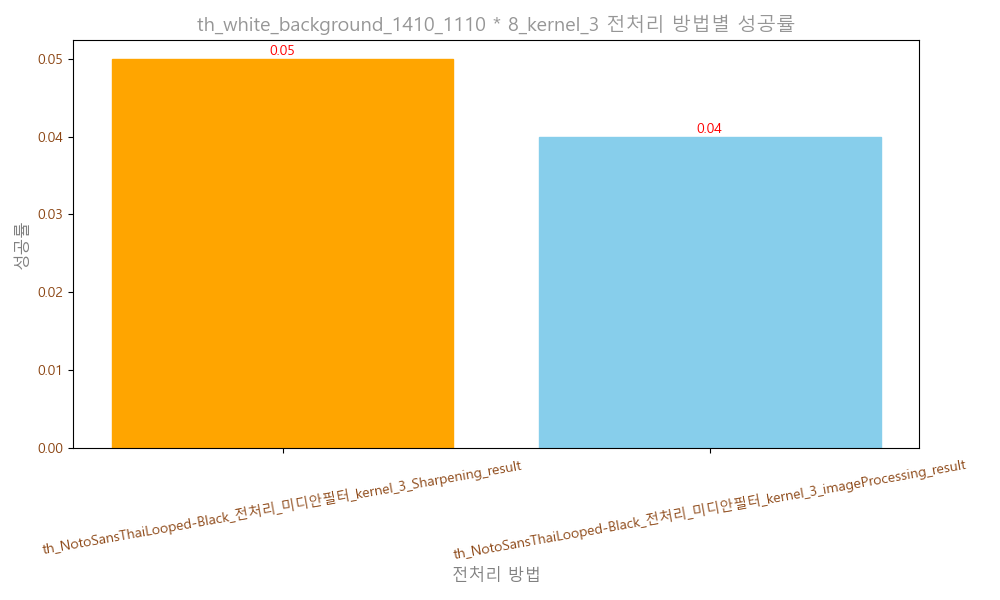 th_white_background_1410_1110 * 8_kernel_3 전처리 방법별 성공률
성공률
0.05
0.04
0.03
0.02
0.01
0.00
0.05
0.04
th_NotoSansThaiLooped-Black_전처리_미디안필터_kernel_3_Sharpening_result
th_NotoSansThaiLooped-Black_전처리_미디안필터_kernel_3_imageProcessing_result
전처리 방법